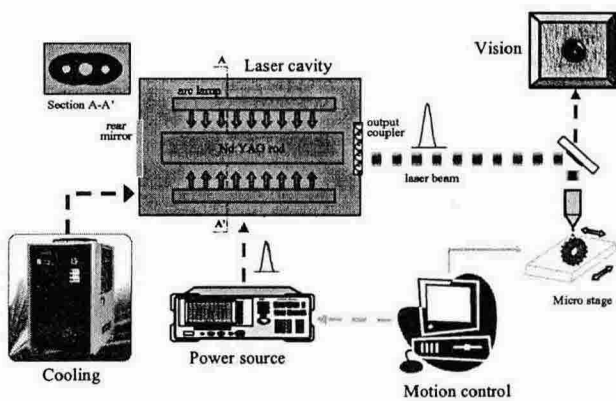 Vision
A
Laser cavity
Section A-A'
arc lamp
rear
mirror
output
coupler
Nd:YAG rod
laser beam
A'
Micro stage
Cooling
Power source
Motion control